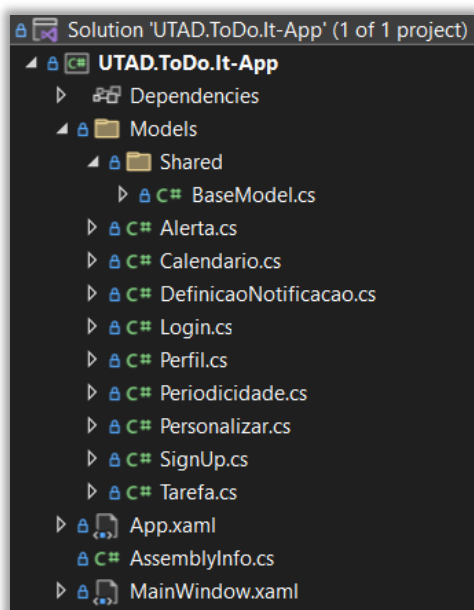 Solution 'UTAD.ToDo.It-App' (1 of 1 project)
C# UTAD.ToDo.It-App
Dependencies
Models
Shared
C# BaseModel.cs
C# Alerta.cs
C# Calendario.cs
C# DefinicaoNotificacao.cs
C# Login.cs
C# Perfil.cs
C# Periodicidade.cs
C# Personalizar.cs
C# SignUp.cs
C# Tarefa.cs
App.xaml
C# AssemblyInfo.cs
MainWindow.xaml